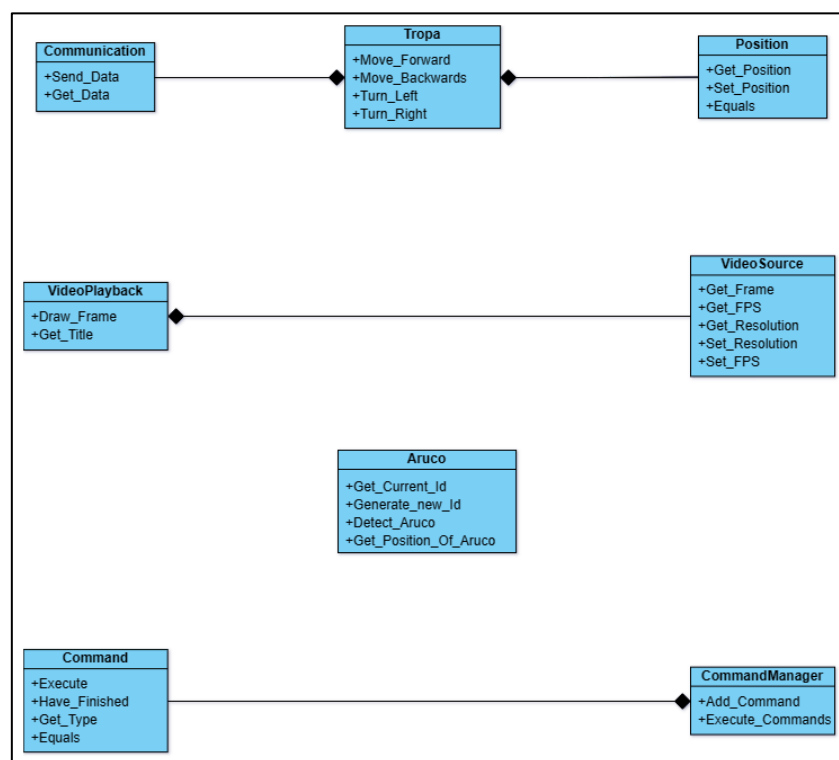 Communication
+Send_Data
+Get_Data
Tropa
+Move_Forward
+Move_Backwards
+Turn_Left
+Turn_Right
Position
+Get_Position
+Set_Position
+Equals
VideoPlayback
+Draw_Frame
+Get_Title
VideoSource
+Get_Frame
+Get_FPS
+Get_Resolution
+Set_Resolution
+Set_FPS
Aruco
+Get_Current_Id
+Generate_new_Id
+Detect_Aruco
+Get_Position_Of_Aruco
Command
+Execute
+Have_Finished
+Get_Type
+Equals
CommandManager
+Add_Command
+Execute_Commands